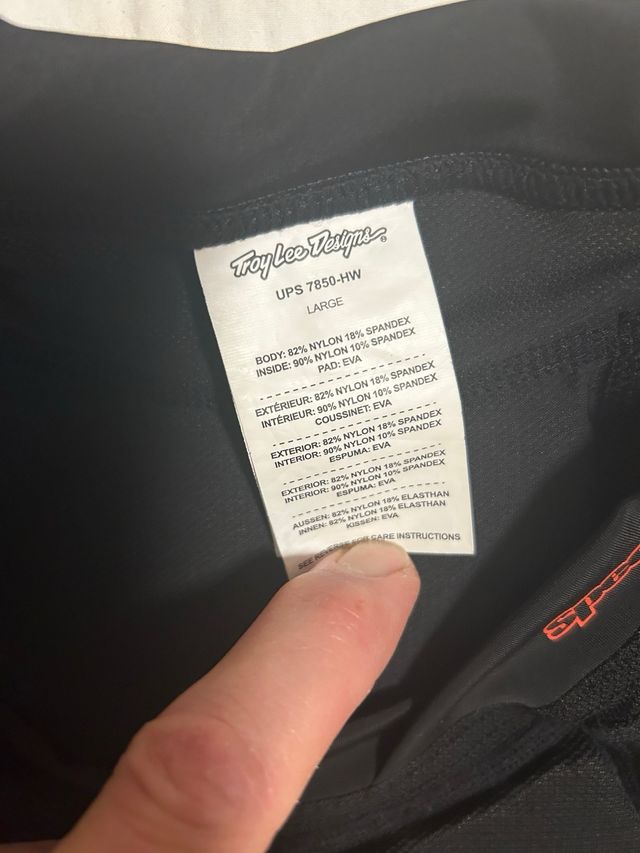 Troy Lee Designs®
UPS 7850-HW
LARGE
BODY: 82% NYLON 18% SPANDEX
INSIDE: 90% NYLON 10% SPANDEX
PAD: EVA
EXTÉRIEUR: 82% NYLON 18% SPANDEX
INTÉRIEUR: 90% NYLON 10% SPANDEX
COUSSINET: EVA
EXTERIOR: 82% NYLON 18% SPANDEX
INTERIOR: 90% NYLON 10% SPANDEX
ESPUMA: EVA
EXTERIOR: 82% NYLON 18% SPANDEX
INTERIOR: 90% NYLON 10% SPANDEX
ESPUMA: EVA
AUSSEN: 82% NYLON 18% ELASTHAN
INNEN: 82% NYLON 18% ELASTHAN
KISSEN: EVA
SEE REVERSE FOR CARE INSTRUCTIONS